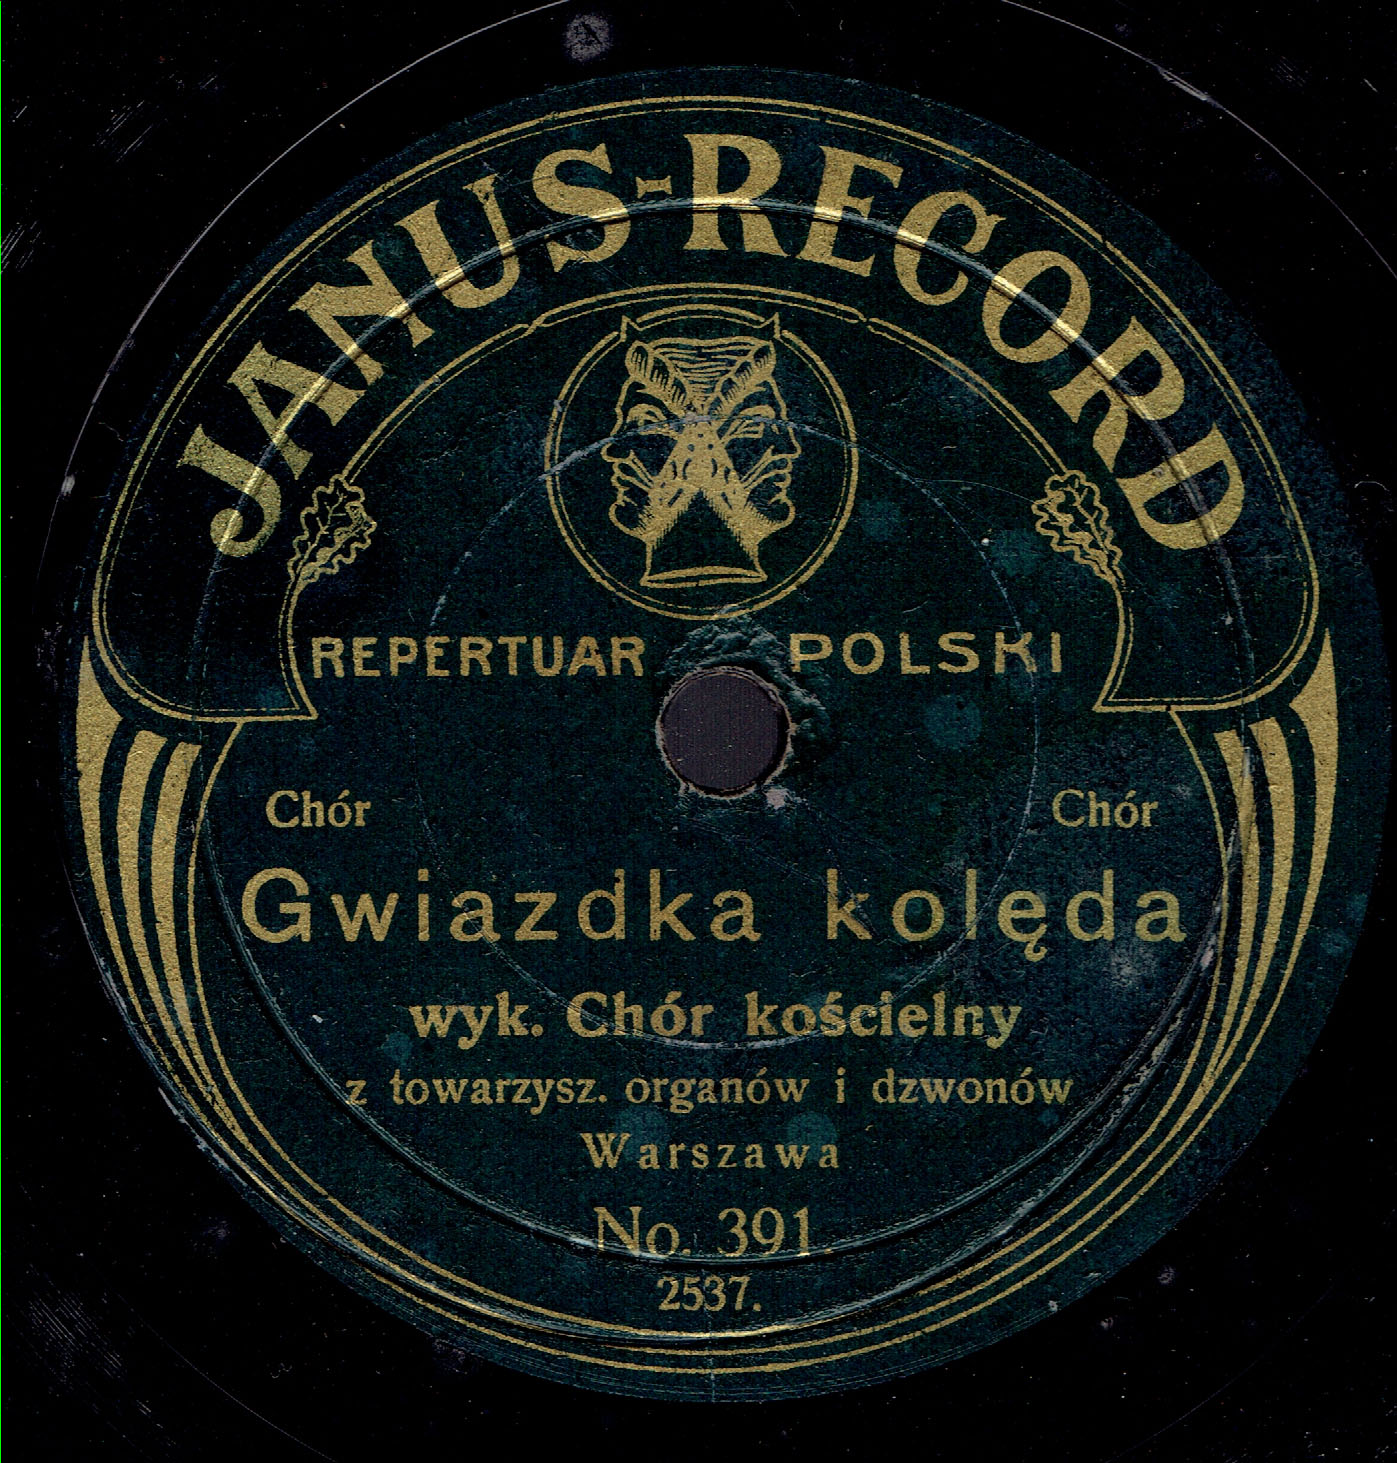 JANUS-RECORD
REPERTUAR POLSKI
Chór Chór
Gwiazdka kolęda
wyk. Chór kościelny
z towarzysz. organów i dzwonów
Warszawa
No. 391.
2537.